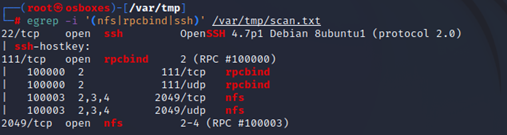 ┌──(root㉿osboxes)-[/var/tmp]
└─# egrep -i '(nfs|rpcbind|ssh)' /var/tmp/scan.txt
22/tcp   open  ssh         OpenSSH 4.7p1 Debian 8ubuntu1 (protocol 2.0)
| ssh-hostkey:
111/tcp  open  rpcbind     2 (RPC #100000)
|   100000  2            111/tcp   rpcbind
|   100000  2            111/udp   rpcbind
|   100003  2,3,4       2049/tcp   nfs
|   100003  2,3,4       2049/udp   nfs
2049/tcp open  nfs         2-4 (RPC #100003)